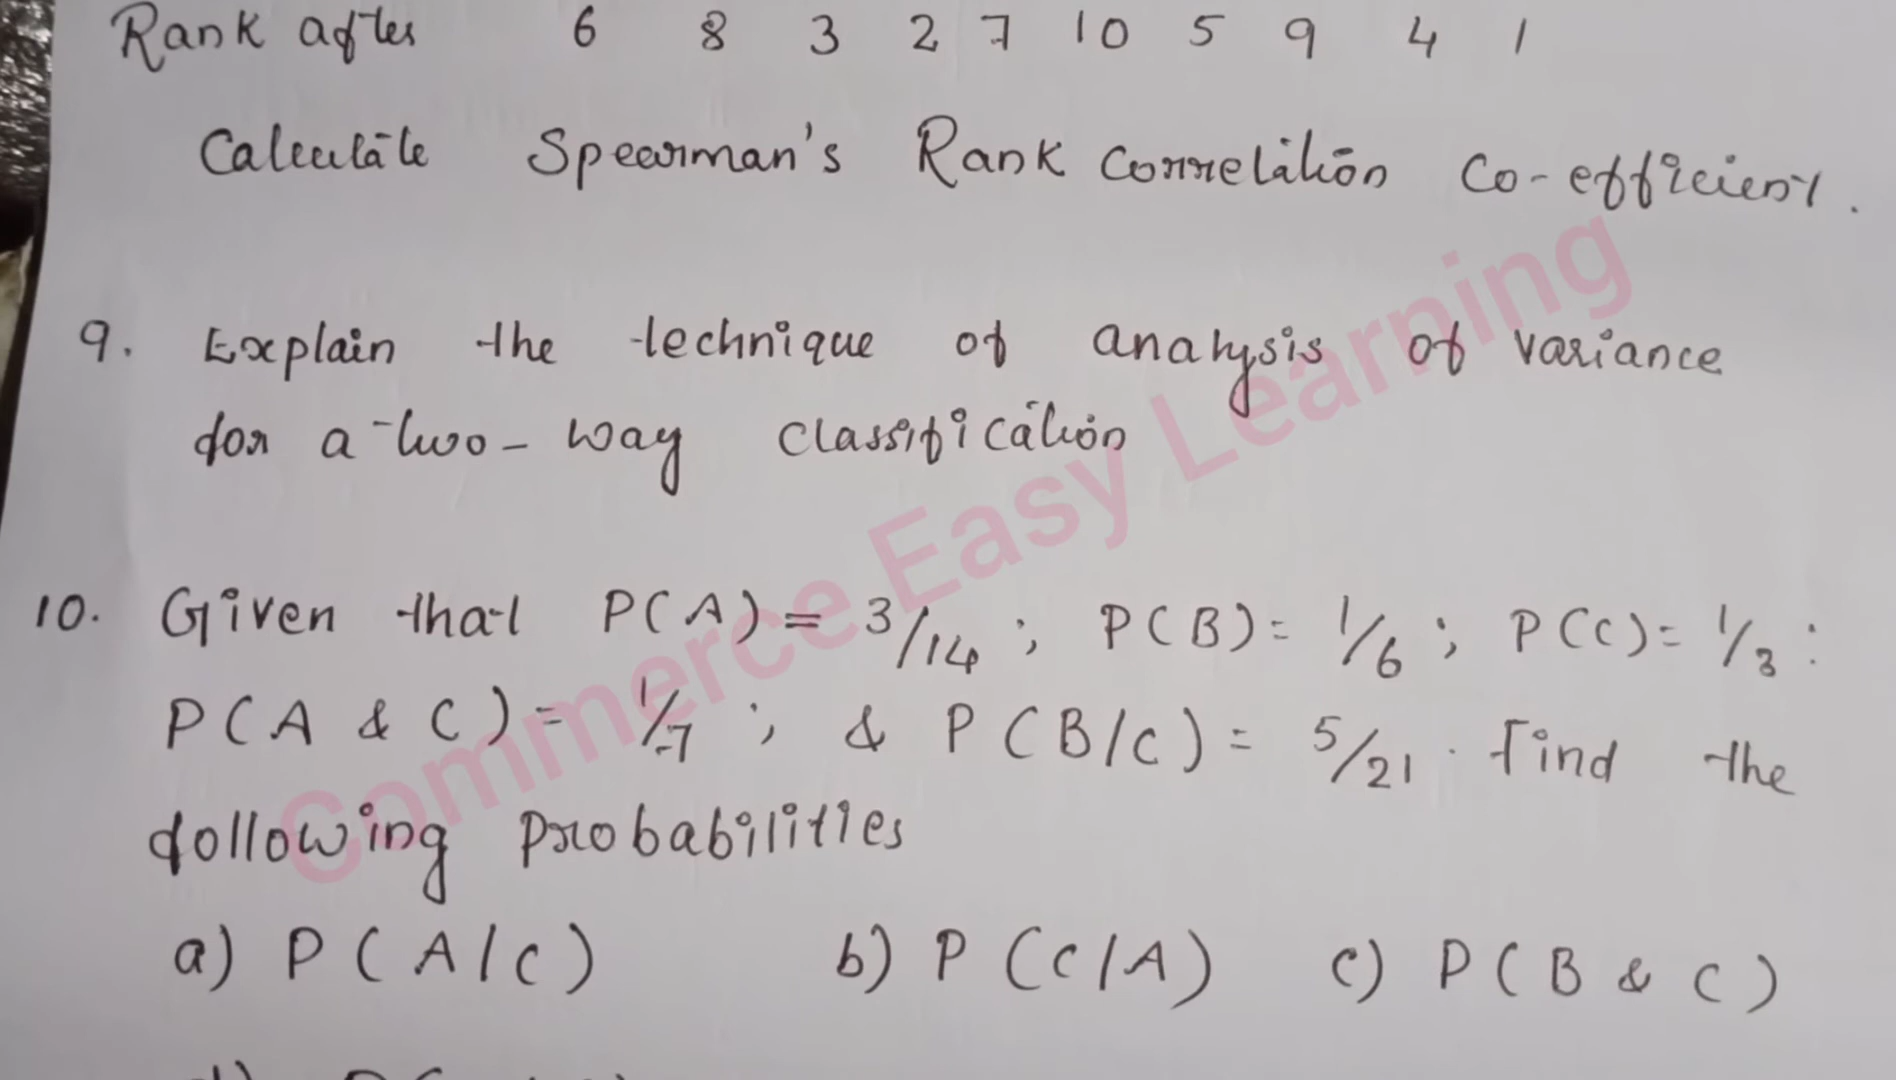 Rank after 6 8 3 2 7 10 5 9 4 1
Calculate Spearman's Rank Correlation Co-efficient.
9. Explain the technique of analysis of variance
for a two-way classification
10. Given that P(A) = 3/14 ; P(B) = 1/6 ; P(C) = 1/3 :
P(A & C) = 1/7 ; & P(B/C) = 5/21 . Find the
following probabilities
a) P(A/C) b) P(C/A) c) P(B & C)
Commerce Easy Learning